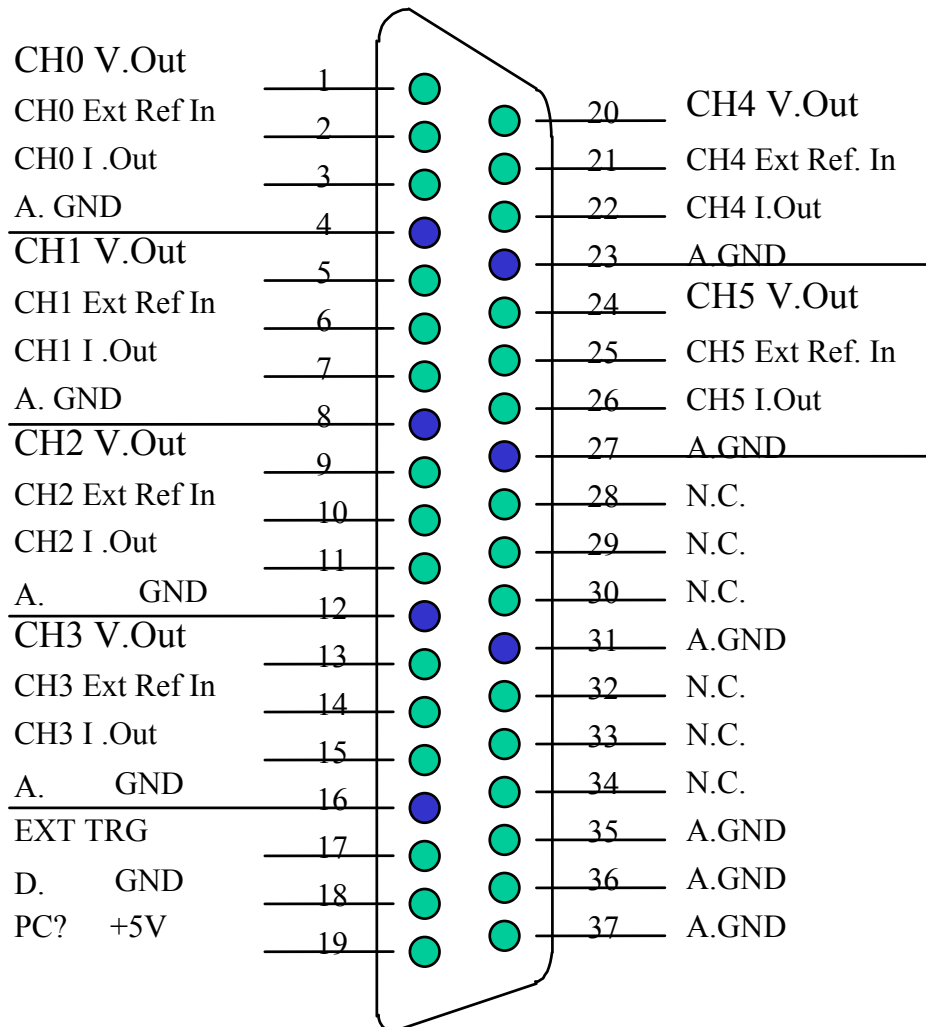 CH0 V.Out 1
CH0 Ext Ref In 2
CH0 I .Out 3
A. GND 4
CH1 V.Out 5
CH1 Ext Ref In 6
CH1 I .Out 7
A. GND 8
CH2 V.Out 9
CH2 Ext Ref In 10
CH2 I .Out 11
A. GND 12
CH3 V.Out 13
CH3 Ext Ref In 14
CH3 I .Out 15
A. GND 16
EXT TRG 17
D. GND 18
PC? +5V 19
20 CH4 V.Out
21 CH4 Ext Ref. In
22 CH4 I.Out
23 A.GND
24 CH5 V.Out
25 CH5 Ext Ref. In
26 CH5 I.Out
27 A.GND
28 N.C.
29 N.C.
30 N.C.
31 A.GND
32 N.C.
33 N.C.
34 N.C.
35 A.GND
36 A.GND
37 A.GND